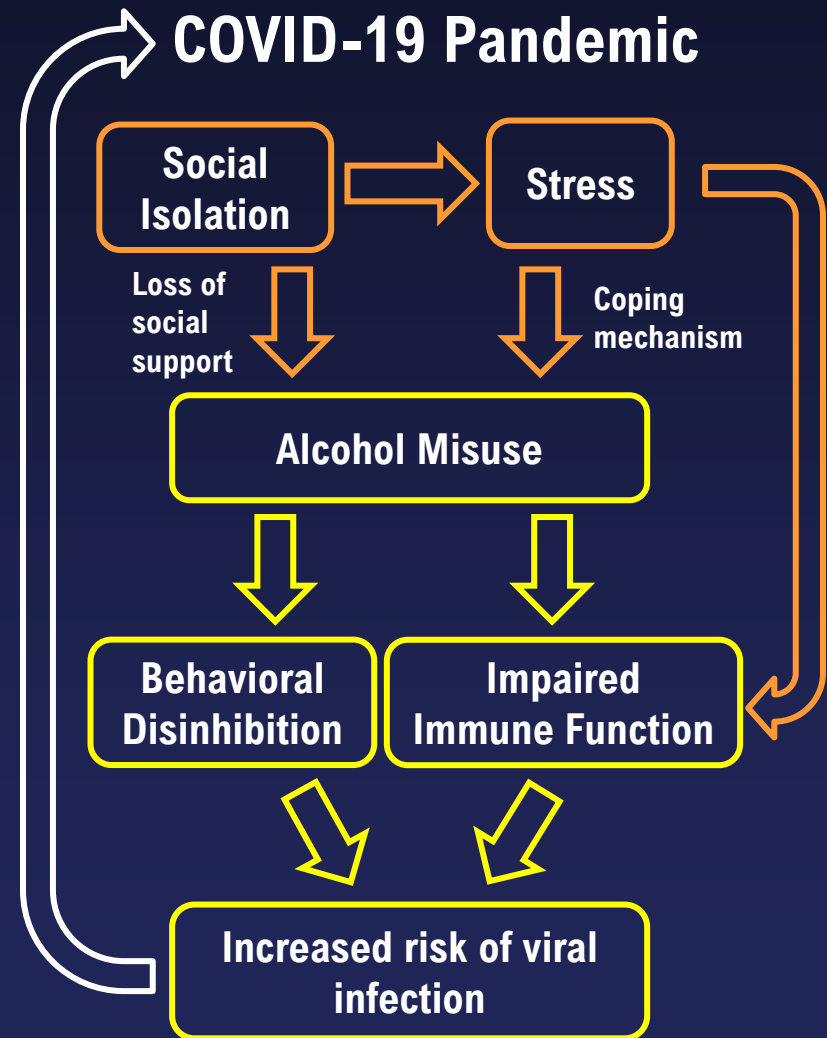 COVID-19 Pandemic
Social
Isolation
Stress
Loss of
social
support
Coping
mechanism
Alcohol Misuse
Behavioral
Disinhibition
Impaired
Immune Function
Increased risk of viral
infection